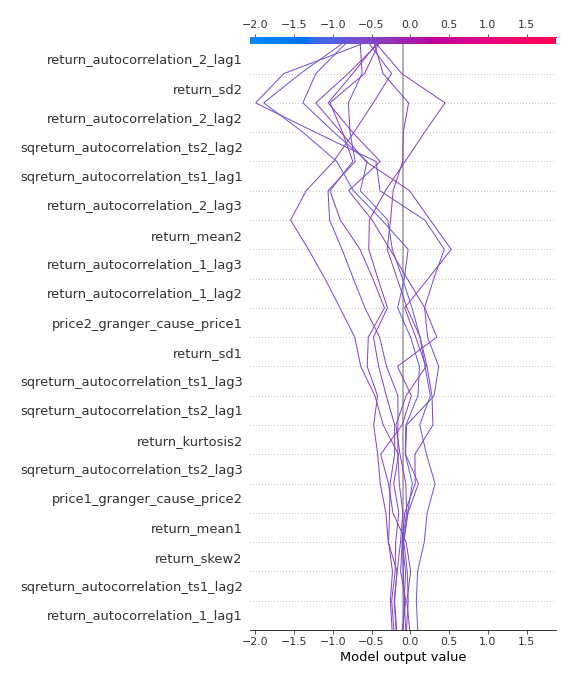 −2.0 −1.5 −1.0 −0.5 0.0 0.5 1.0 1.5
return_autocorrelation_2_lag1
return_sd2
return_autocorrelation_2_lag2
sqreturn_autocorrelation_ts2_lag2
sqreturn_autocorrelation_ts1_lag1
return_autocorrelation_2_lag3
return_mean2
return_autocorrelation_1_lag3
return_autocorrelation_1_lag2
price2_granger_cause_price1
return_sd1
sqreturn_autocorrelation_ts1_lag3
sqreturn_autocorrelation_ts2_lag1
return_kurtosis2
sqreturn_autocorrelation_ts2_lag3
price1_granger_cause_price2
return_mean1
return_skew2
sqreturn_autocorrelation_ts1_lag2
return_autocorrelation_1_lag1
−2.0 −1.5 −1.0 −0.5 0.0 0.5 1.0 1.5
Model output value